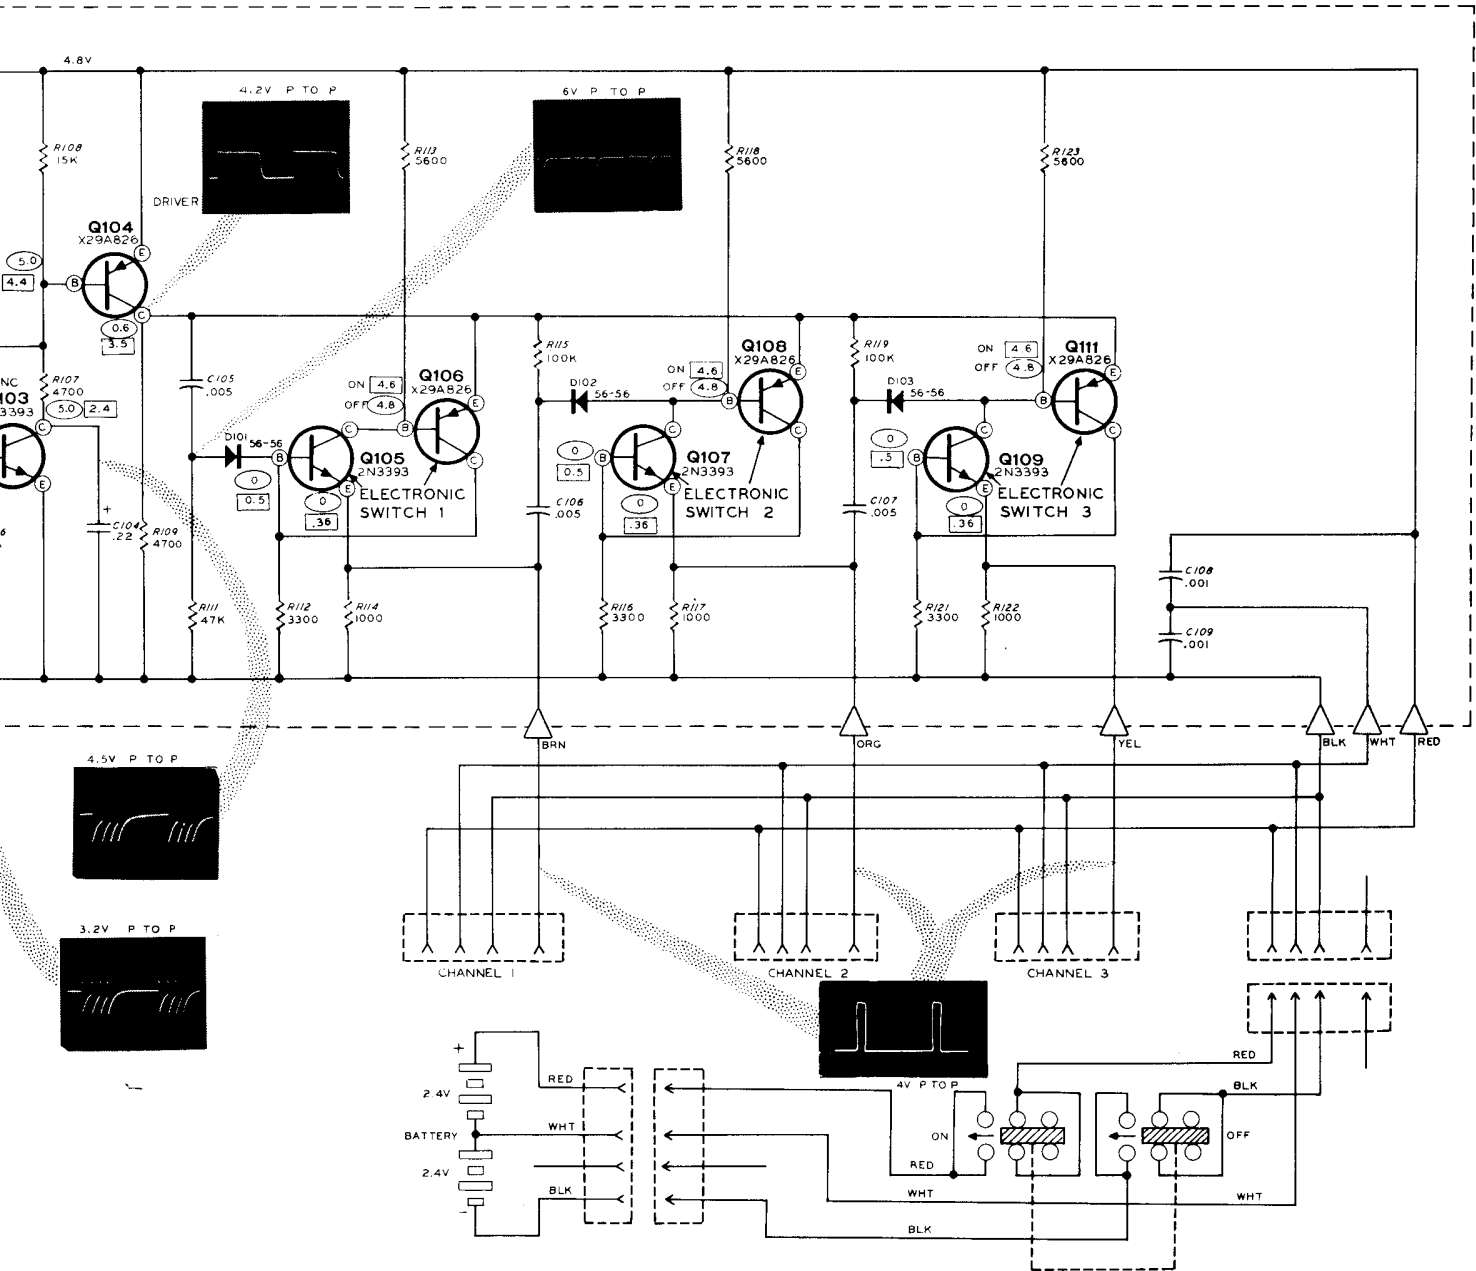 4.8V
4.2V P TO P
6V P TO P
R108
15K
R113
5600
R118
5600
R123
5600
DRIVER
Q104
X29A826
E
5.0
4.4
B
C
0.6
3.5
R115
100K
Q108
X29A826
R119
100K
Q111
X29A826
ON 4.6
OFF 4.8
NC
103
3393
R107
4700
5.0 2.4
C105
.005
ON 4.6
OFF 4.8
Q106
X29A826
D102
56-56
ON 4.6
OFF 4.8
D103
56-56
B
E
C
B
E
C
B
E
C
D101
56-56
B
C
E
Q105
2N3393
0
0.5
0
.36
ELECTRONIC
SWITCH 1
0
0.5
B
C
E
Q107
2N3393
0
.36
ELECTRONIC
SWITCH 2
0
.5
B
C
E
Q109
2N3393
0
.36
ELECTRONIC
SWITCH 3
C
E
6
+
C104
.22
R109
4700
C106
.005
C107
.005
C108
.001
C109
.001
R111
47K
R112
3300
R114
1000
R116
3300
R117
1000
R121
3300
R122
1000
BRN
ORG
YEL
BLK
WHT
RED
4.5V P TO P
3.2V P TO P
CHANNEL 1
CHANNEL 2
CHANNEL 3
4V P TO P
+
2.4V
BATTERY
2.4V
-
RED
WHT
BLK
RED
BLK
ON
OFF
RED
WHT
WHT
BLK